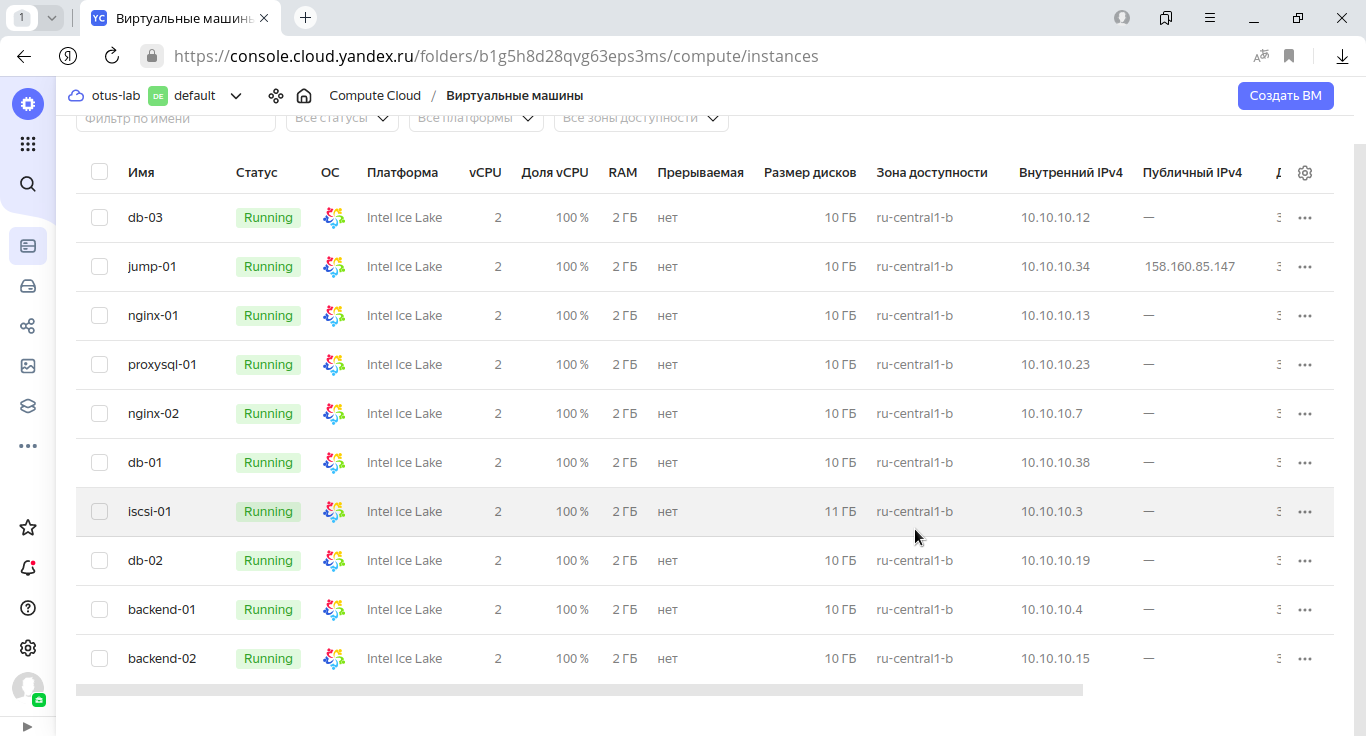 1
YC Виртуальные машины
https://console.cloud.yandex.ru/folders/b1g5h8d28qvg63eps3ms/compute/instances
otus-lab DE default Compute Cloud / Виртуальные машины Создать ВМ
Фильтр по имени Все статусы Все платформы Все зоны доступности
Имя Статус ОС Платформа vCPU Доля vCPU RAM Прерываемая Размер дисков Зона доступности Внутренний IPv4 Публичный IPv4
db-03 Running Intel Ice Lake 2 100 % 2 ГБ нет 10 ГБ ru-central1-b 10.10.10.12 —
jump-01 Running Intel Ice Lake 2 100 % 2 ГБ нет 10 ГБ ru-central1-b 10.10.10.34 158.160.85.147
nginx-01 Running Intel Ice Lake 2 100 % 2 ГБ нет 10 ГБ ru-central1-b 10.10.10.13 —
proxysql-01 Running Intel Ice Lake 2 100 % 2 ГБ нет 10 ГБ ru-central1-b 10.10.10.23 —
nginx-02 Running Intel Ice Lake 2 100 % 2 ГБ нет 10 ГБ ru-central1-b 10.10.10.7 —
db-01 Running Intel Ice Lake 2 100 % 2 ГБ нет 10 ГБ ru-central1-b 10.10.10.38 —
iscsi-01 Running Intel Ice Lake 2 100 % 2 ГБ нет 11 ГБ ru-central1-b 10.10.10.3 —
db-02 Running Intel Ice Lake 2 100 % 2 ГБ нет 10 ГБ ru-central1-b 10.10.10.19 —
backend-01 Running Intel Ice Lake 2 100 % 2 ГБ нет 10 ГБ ru-central1-b 10.10.10.4 —
backend-02 Running Intel Ice Lake 2 100 % 2 ГБ нет 10 ГБ ru-central1-b 10.10.10.15 —